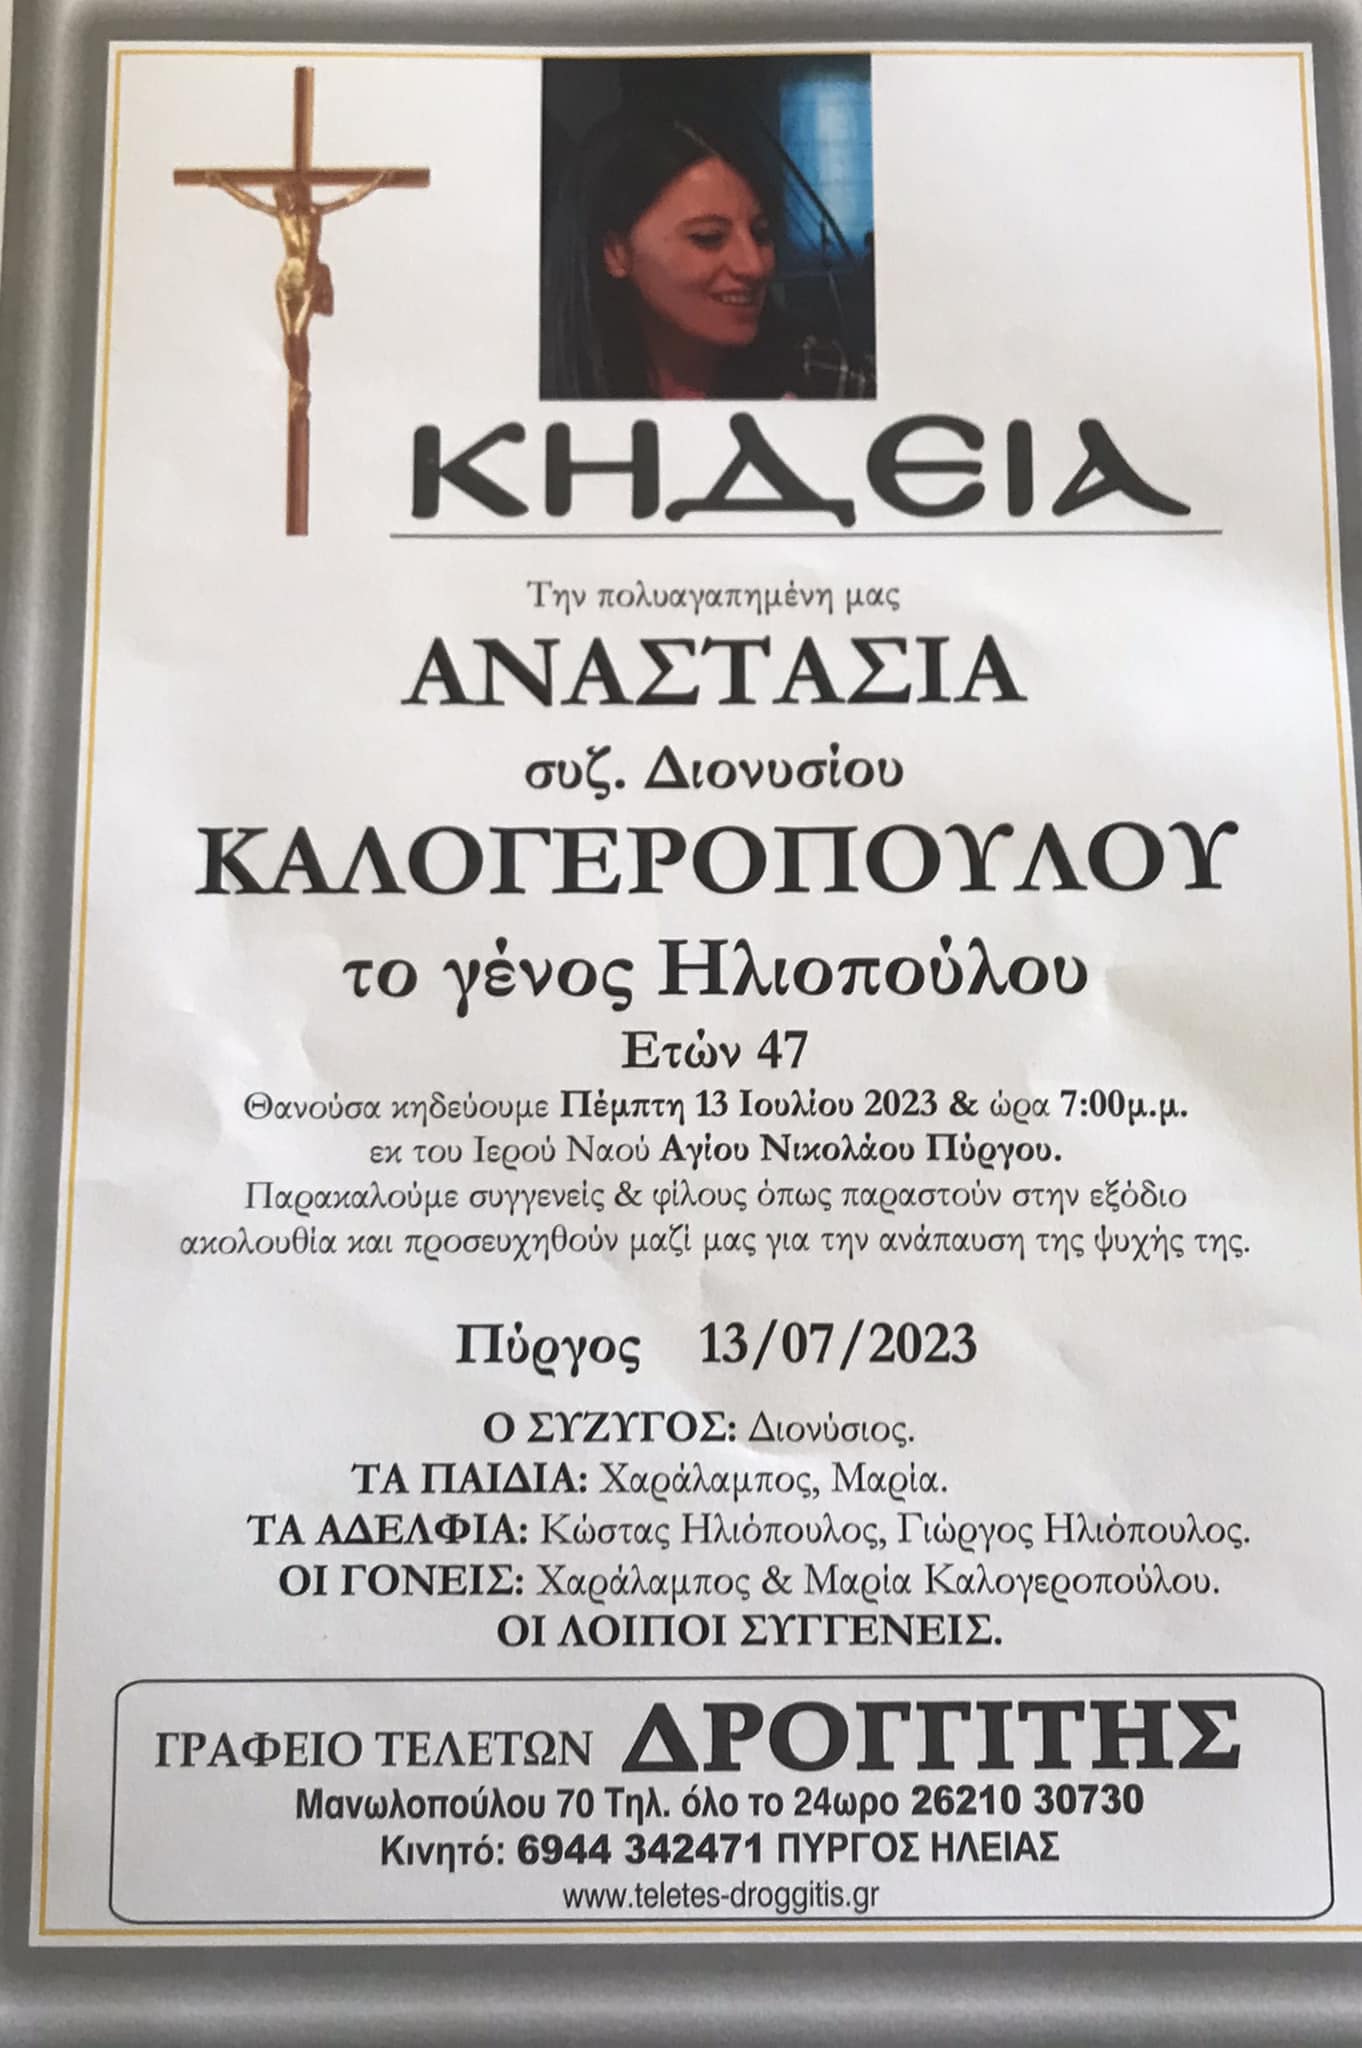 ΚΗΔΕΙΑ
Την πολυαγαπημένη μας
ΑΝΑΣΤΑΣΙΑ
συζ. Διονυσίου
ΚΑΛΟΓΕΡΟΠΟΥΛΟΥ
το γένος Ηλιοπούλου
Ετών 47
Θανούσα κηδεύουμε Πέμπτη 13 Ιουλίου 2023 & ώρα 7:00μ.μ.
εκ του Ιερού Ναού Αγίου Νικολάου Πύργου.
Παρακαλούμε συγγενείς & φίλους όπως παραστούν στην εξόδιο
ακολουθία και προσευχηθούν μαζί μας για την ανάπαυση της ψυχής της.
Πύργος 13/07/2023
Ο ΣΥΖΥΓΟΣ: Διονύσιος.
ΤΑ ΠΑΙΔΙΑ: Χαράλαμπος, Μαρία.
ΤΑ ΑΔΕΛΦΙΑ: Κώστας Ηλιόπουλος, Γιώργος Ηλιόπουλος.
ΟΙ ΓΟΝΕΙΣ: Χαράλαμπος & Μαρία Καλογεροπούλου.
ΟΙ ΛΟΙΠΟΙ ΣΥΓΓΕΝΕΙΣ.
ΓΡΑΦΕΙΟ ΤΕΛΕΤΩΝ ΔΡΟΓΓΙΤΗΣ
Μανωλοπούλου 70 Τηλ. όλο το 24ωρο 26210 30730
Κινητό: 6944 342471 ΠΥΡΓΟΣ ΗΛΕΙΑΣ
www.teletes-droggitis.gr